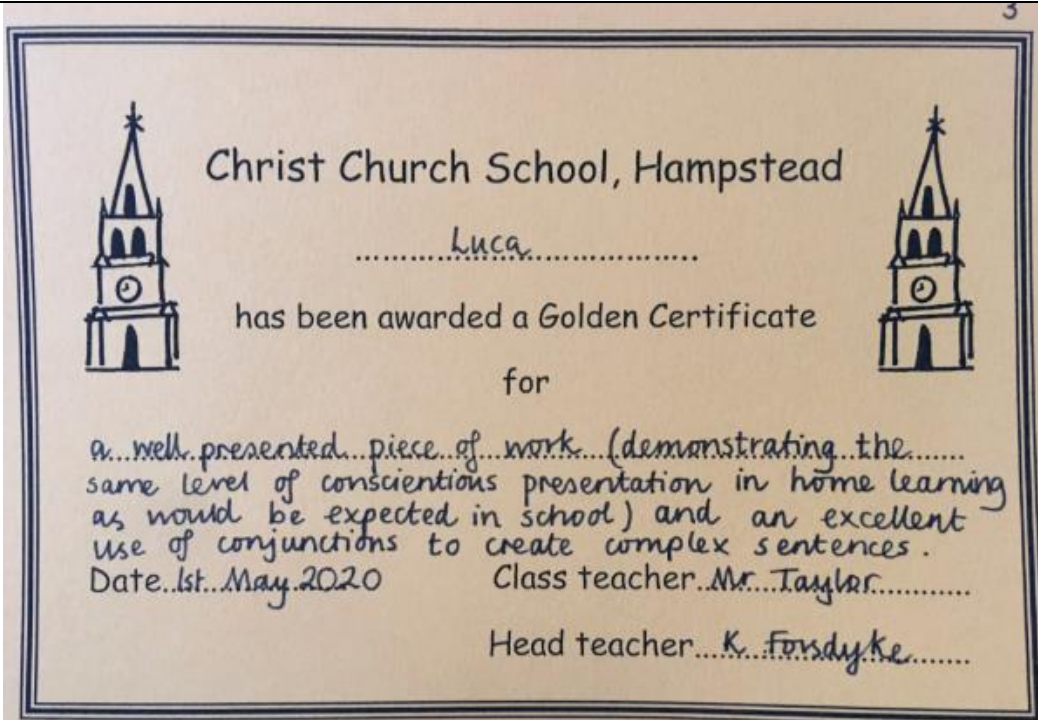 3
Christ Church School, Hampstead
Luca
has been awarded a Golden Certificate
for
a well presented piece of work (demonstrating the
same level of conscientious presentation in home learning
as would be expected in school) and an excellent
use of conjunctions to create complex sentences.
Date 1st May 2020 Class teacher Mr Taylor
Head teacher K Forsdyke